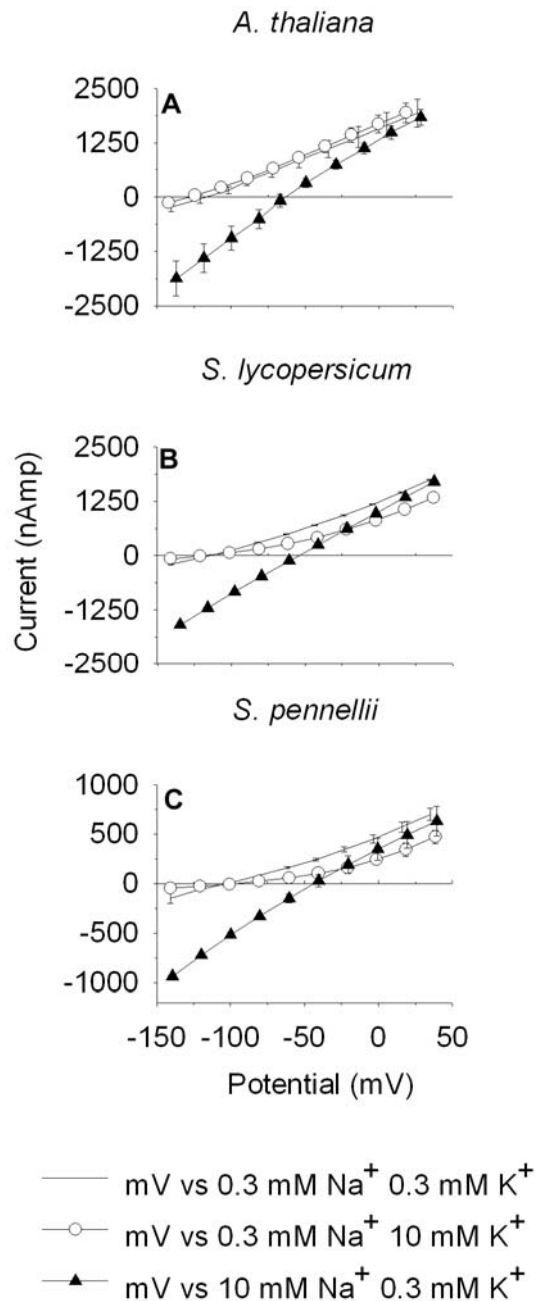 A. thaliana
A
2500
1250
0
-1250
-2500
S. lycopersicum
B
2500
1250
0
-1250
-2500
Current (nAmp)
S. pennellii
C
1000
500
0
-500
-1000
-150 -100 -50 0 50
Potential (mV)
mV vs 0.3 mM Na⁺ 0.3 mM K⁺
mV vs 0.3 mM Na⁺ 10 mM K⁺
mV vs 10 mM Na⁺ 0.3 mM K⁺